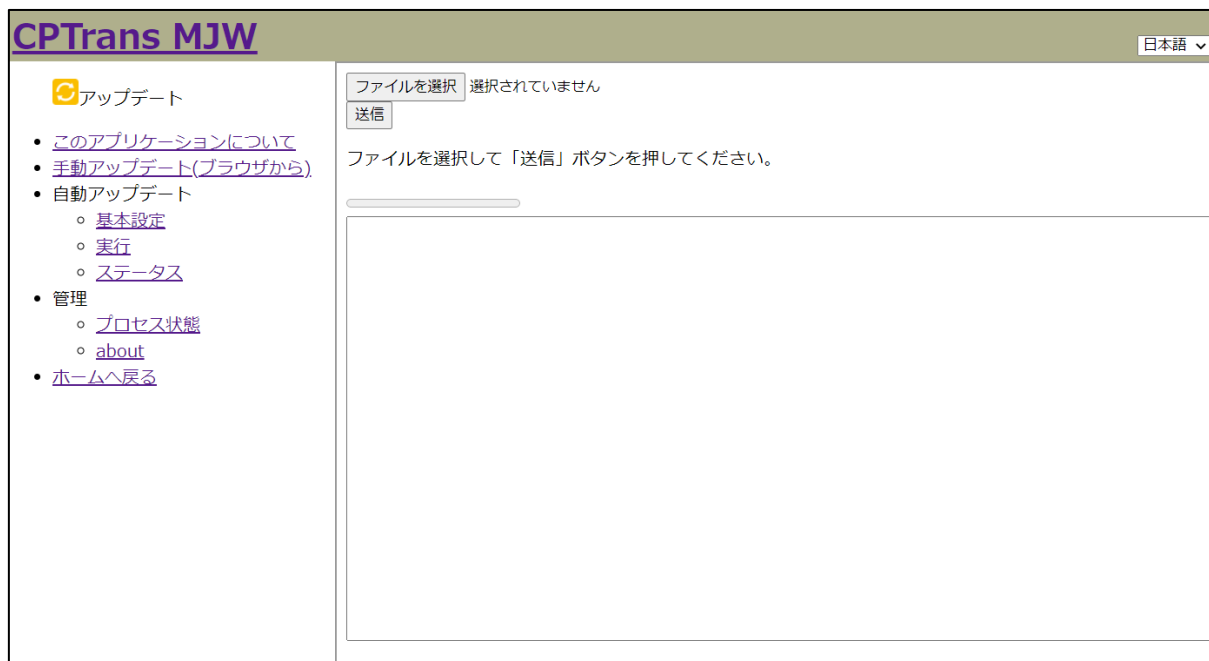 CPTrans MJW
日本語
アップデート
このアプリケーションについて
手動アップデート(ブラウザから)
自動アップデート
基本設定
実行
ステータス
管理
プロセス状態
about
ホームへ戻る
ファイルを選択 選択されていません
送信
ファイルを選択して「送信」ボタンを押してください。